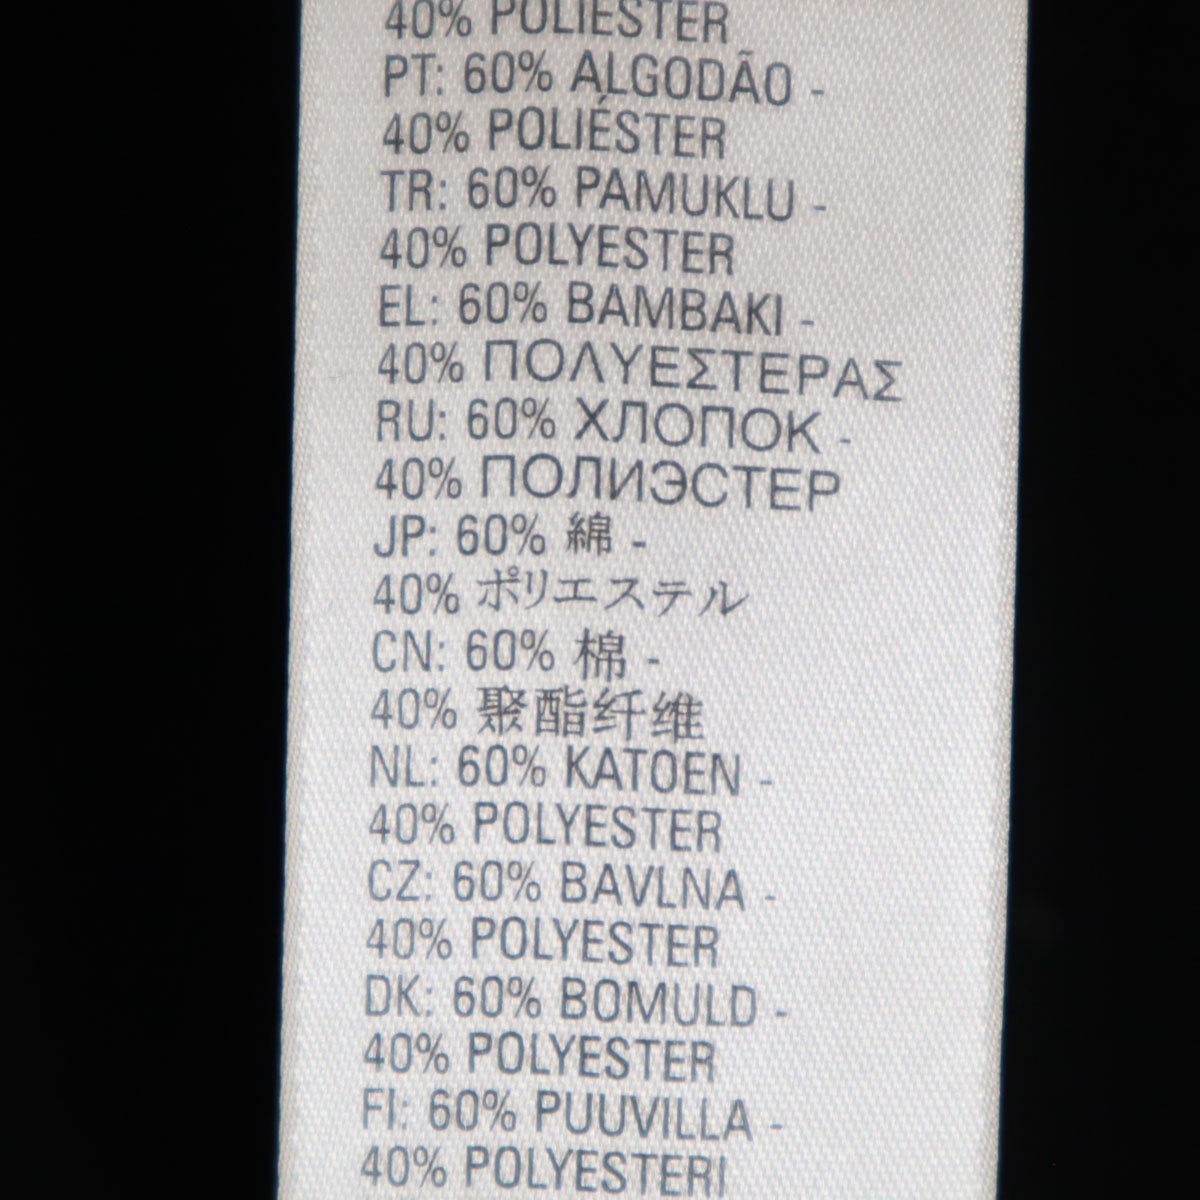 40% POLIESTER
PT: 60% ALGODÃO -
40% POLIÉSTER
TR: 60% PAMUKLU -
40% POLYESTER
EL: 60% ΒΑΜΒΑΚΙ -
40% ΠΟΛΥΕΣΤΕΡΑΣ
RU: 60% ХЛОПОК -
40% ПОЛИЭСТЕР
JP: 60% 綿 -
40% ポリエステル
CN: 60% 棉 -
40% 聚酯纤维
NL: 60% KATOEN -
40% POLYESTER
CZ: 60% BAVLNA -
40% POLYESTER
DK: 60% BOMULD -
40% POLYESTER
FI: 60% PUUVILLA -
40% POLYESTERI